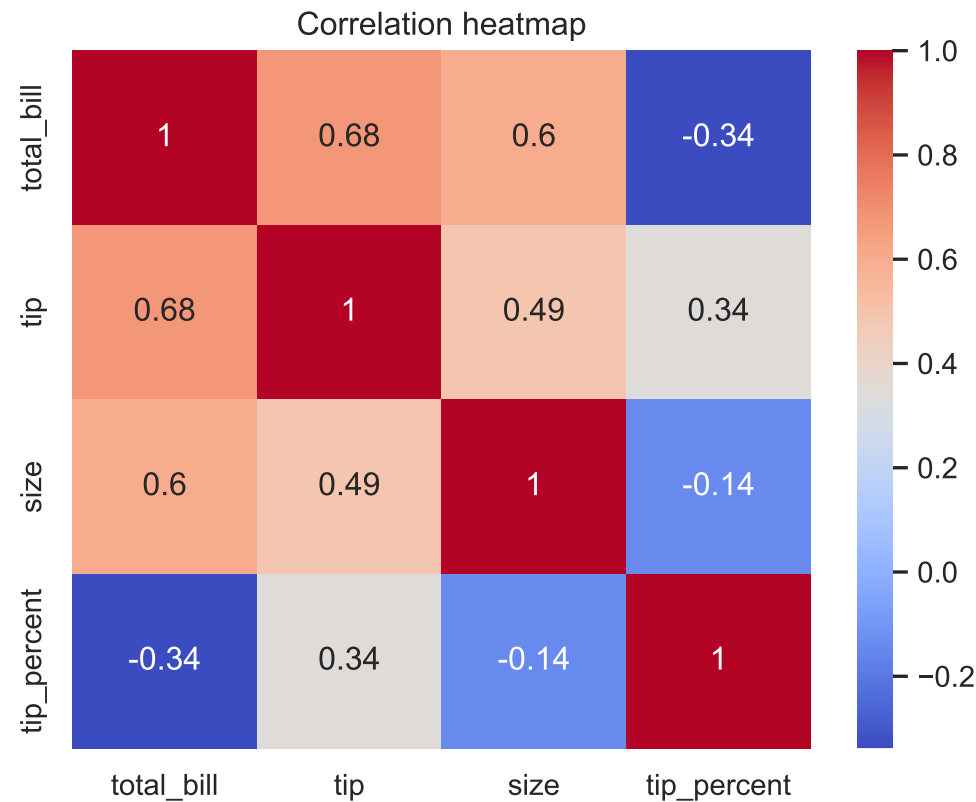 Correlation heatmap
total_bill 1 0.68 0.6 -0.34
tip 0.68 1 0.49 0.34
size 0.6 0.49 1 -0.14
tip_percent -0.34 0.34 -0.14 1
total_bill tip size tip_percent
1.0
0.8
0.6
0.4
0.2
0.0
−0.2